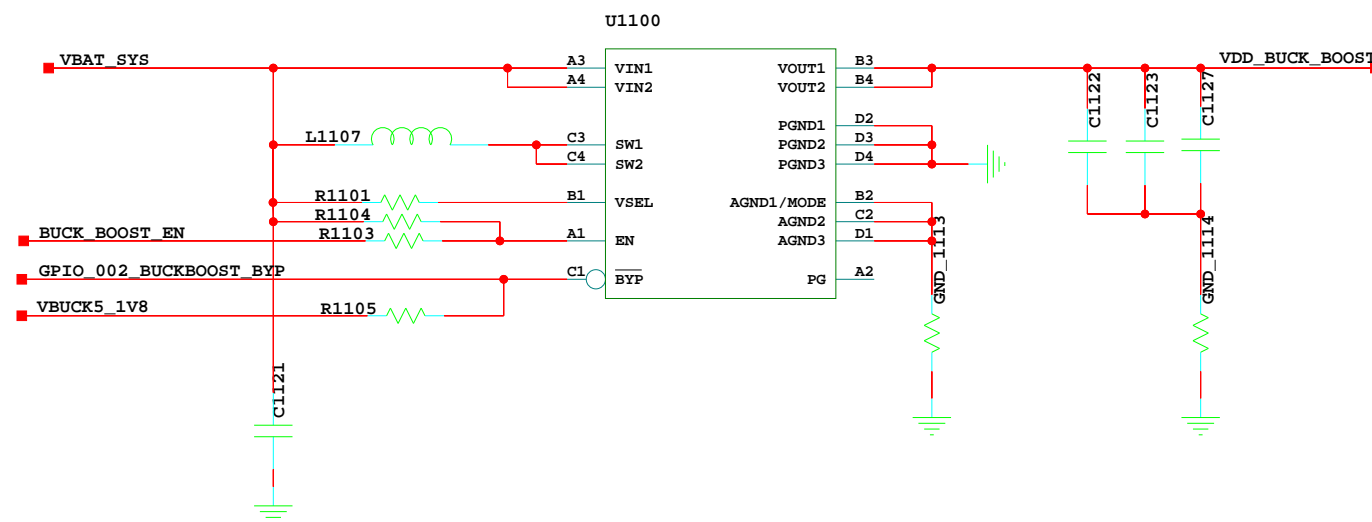 U1100
VBAT_SYS
A3
VIN1
VOUT1
B3
VDD_BUCK_BOOST
A4
VIN2
VOUT2
B4
C1122
C1123
C1127
L1107
C3
SW1
PGND1
D2
C4
SW2
PGND2
D3
PGND3
D4
R1101
B1
VSEL
AGND1/MODE
B2
R1104
AGND2
C2
BUCK_BOOST_EN
R1103
A1
EN
AGND3
D1
GND_1113
GND_1114
GPIO_002_BUCKBOOST_BYP
C1
BYP
PG
A2
VBUCK5_1V8
R1105
C1121